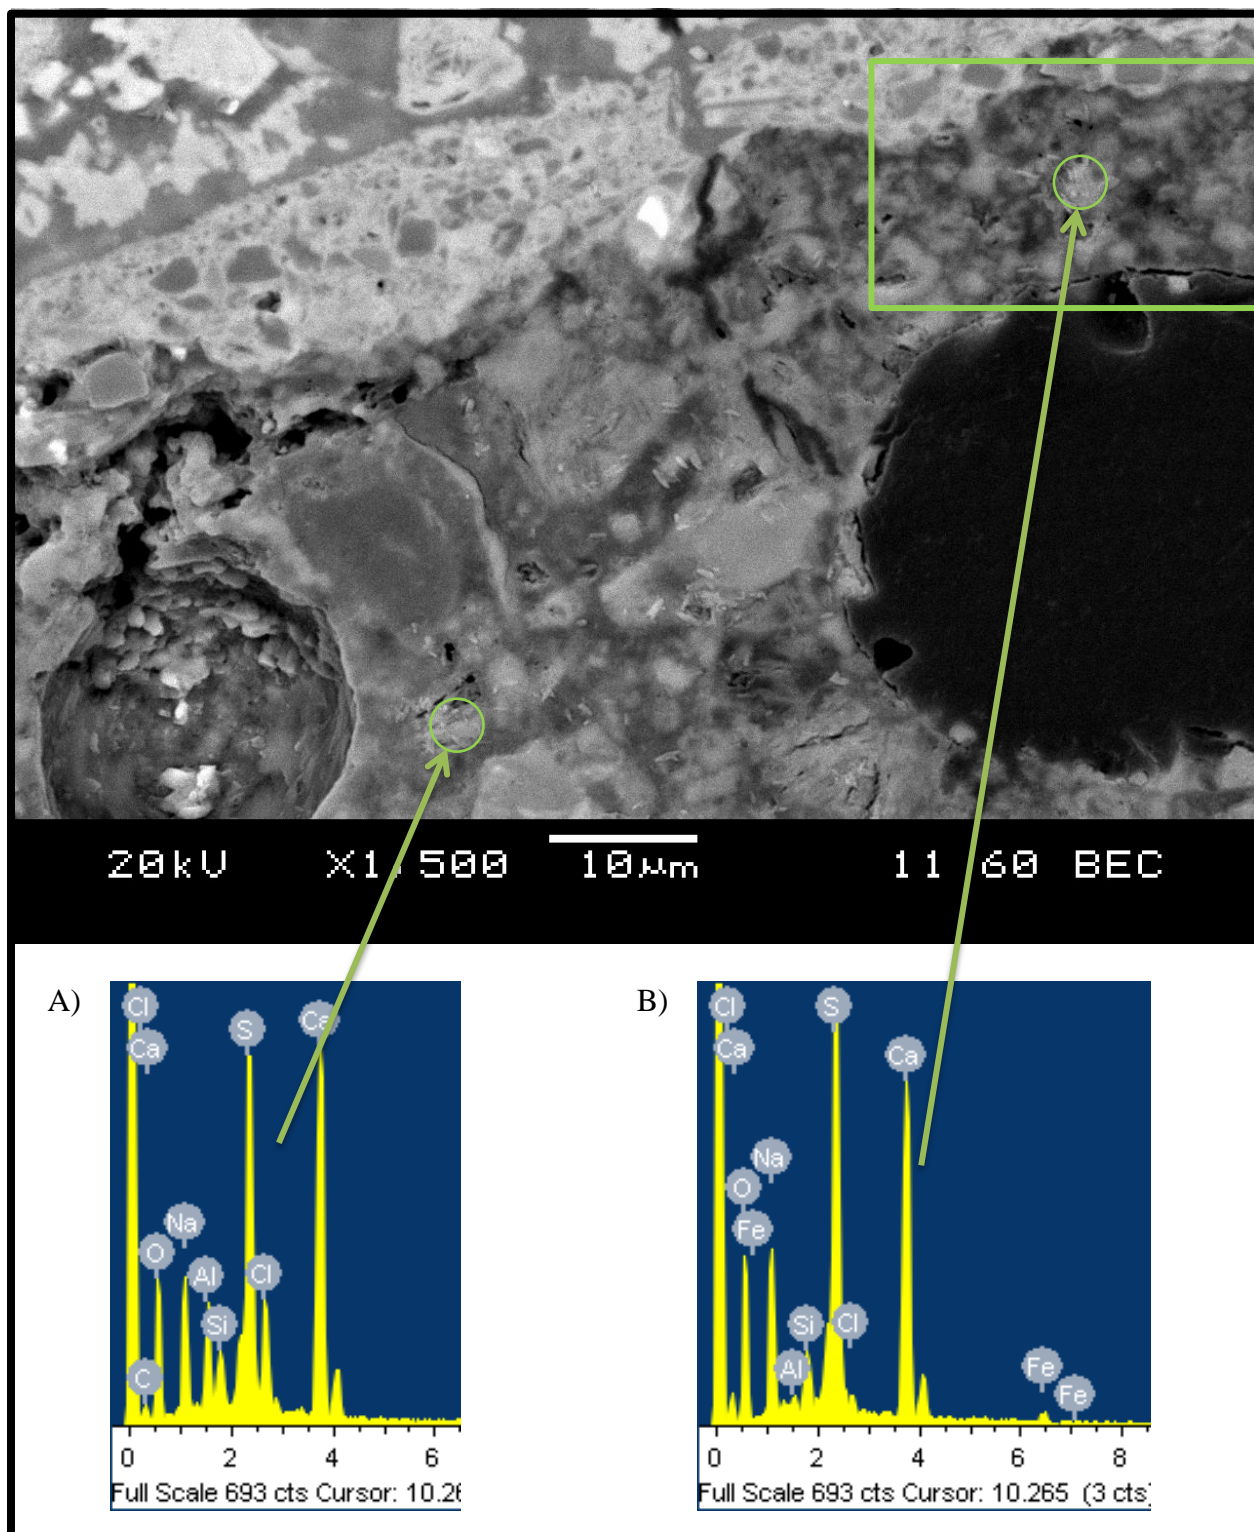 20kV X1,500 10µm 11 60 BEC
A)
Cl
Ca
S
Ca
Na
O
Al
Cl
Si
C
0 2 4 6
Full Scale 693 cts Cursor: 10.26
B)
Cl
Ca
S
Ca
Na
O
Fe
Si
Cl
Al
Fe
Fe
0 2 4 6 8
Full Scale 693 cts Cursor: 10.265 (3 cts)